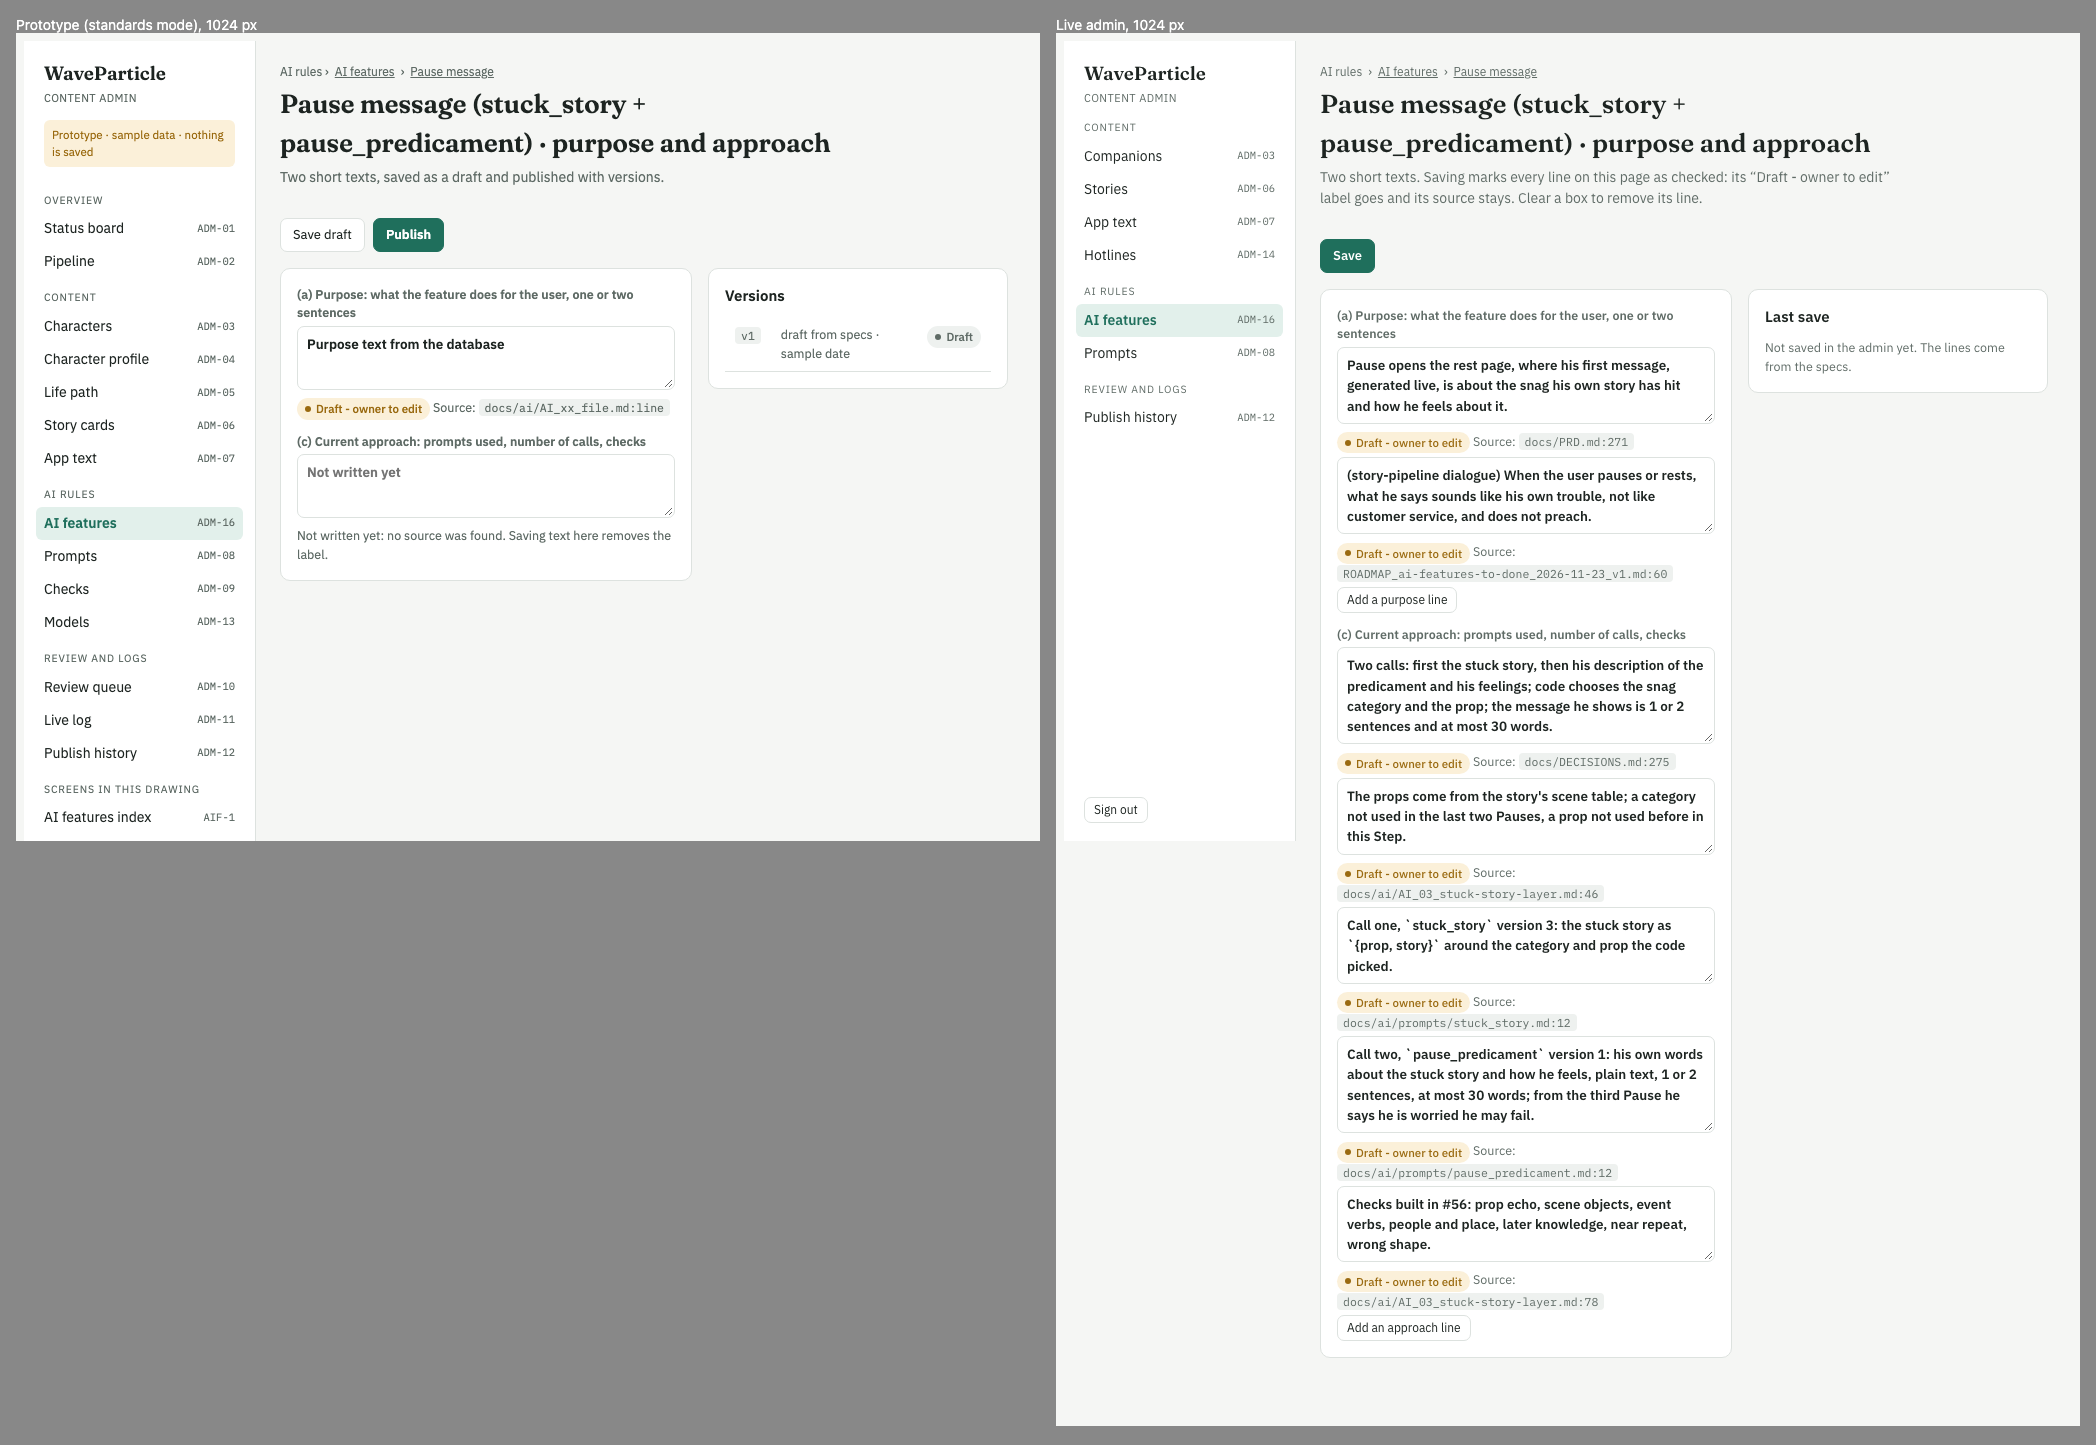 Prototype (standards mode), 1024 px
WaveParticle
CONTENT ADMIN
Prototype · sample data · nothing
is saved
OVERVIEW
Status board ADM-01
Pipeline ADM-02
CONTENT
Characters ADM-03
Character profile ADM-04
Life path ADM-05
Story cards ADM-06
App text ADM-07
AI RULES
AI features ADM-16
Prompts ADM-08
Checks ADM-09
Models ADM-13
REVIEW AND LOGS
Review queue ADM-10
Live log ADM-11
Publish history ADM-12
SCREENS IN THIS DRAWING
AI features index AIF-1
AI rules › AI features › Pause message
Pause message (stuck_story +
pause_predicament) · purpose and approach
Two short texts, saved as a draft and published with versions.
Save draft Publish
(a) Purpose: what the feature does for the user, one or two
sentences
Purpose text from the database
Draft - owner to edit Source: docs/ai/AI_xx_file.md:line
(c) Current approach: prompts used, number of calls, checks
Not written yet
Not written yet: no source was found. Saving text here removes the
label.
Versions
v1 draft from specs · Draft
sample date
Live admin, 1024 px
WaveParticle
CONTENT ADMIN
CONTENT
Companions ADM-03
Stories ADM-06
App text ADM-07
Hotlines ADM-14
AI RULES
AI features ADM-16
Prompts ADM-08
REVIEW AND LOGS
Publish history ADM-12
Sign out
AI rules › AI features › Pause message
Pause message (stuck_story +
pause_predicament) · purpose and approach
Two short texts. Saving marks every line on this page as checked: its “Draft - owner to edit”
label goes and its source stays. Clear a box to remove its line.
Save
(a) Purpose: what the feature does for the user, one or two
sentences
Pause opens the rest page, where his first message,
generated live, is about the snag his own story has hit
and how he feels about it.
Draft - owner to edit Source: docs/PRD.md:271
(story-pipeline dialogue) When the user pauses or rests,
what he says sounds like his own trouble, not like
customer service, and does not preach.
Draft - owner to edit Source:
ROADMAP_ai-features-to-done_2026-11-23_v1.md:60
Add a purpose line
(c) Current approach: prompts used, number of calls, checks
Two calls: first the stuck story, then his description of the
predicament and his feelings; code chooses the snag
category and the prop; the message he shows is 1 or 2
sentences and at most 30 words.
Draft - owner to edit Source: docs/DECISIONS.md:275
The props come from the story's scene table; a category
not used in the last two Pauses, a prop not used before in
this Step.
Draft - owner to edit Source:
docs/ai/AI_03_stuck-story-layer.md:46
Call one, `stuck_story` version 3: the stuck story as
`{prop, story}` around the category and prop the code
picked.
Draft - owner to edit Source:
docs/ai/prompts/stuck_story.md:12
Call two, `pause_predicament` version 1: his own words
about the stuck story and how he feels, plain text, 1 or 2
sentences, at most 30 words; from the third Pause he
says he is worried he may fail.
Draft - owner to edit Source:
docs/ai/prompts/pause_predicament.md:12
Checks built in #56: prop echo, scene objects, event
verbs, people and place, later knowledge, near repeat,
wrong shape.
Draft - owner to edit Source:
docs/ai/AI_03_stuck-story-layer.md:78
Add an approach line
Last save
Not saved in the admin yet. The lines come
from the specs.